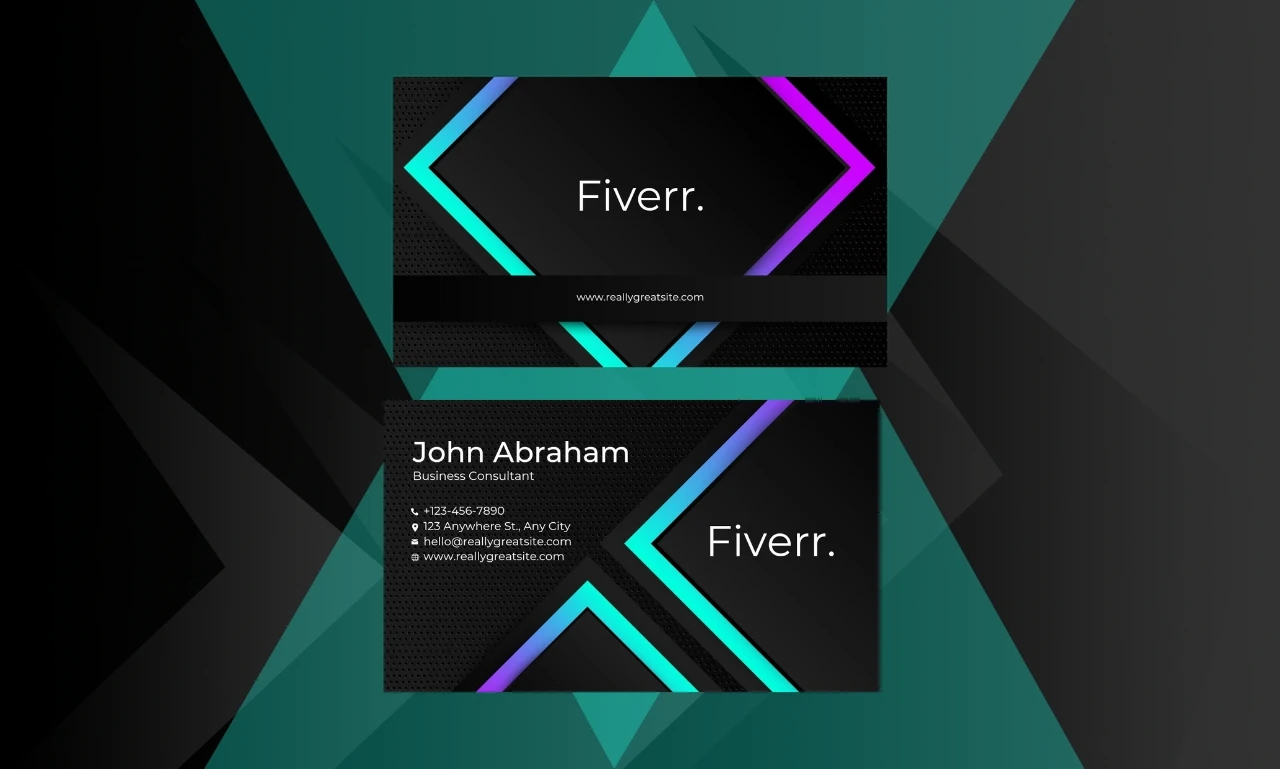 Fiverr.
www.reallygreatsite.com
John Abraham
Business Consultant
+123-456-7890
123 Anywhere St., Any City
hello@reallygreatsite.com
www.reallygreatsite.com
Fiverr.